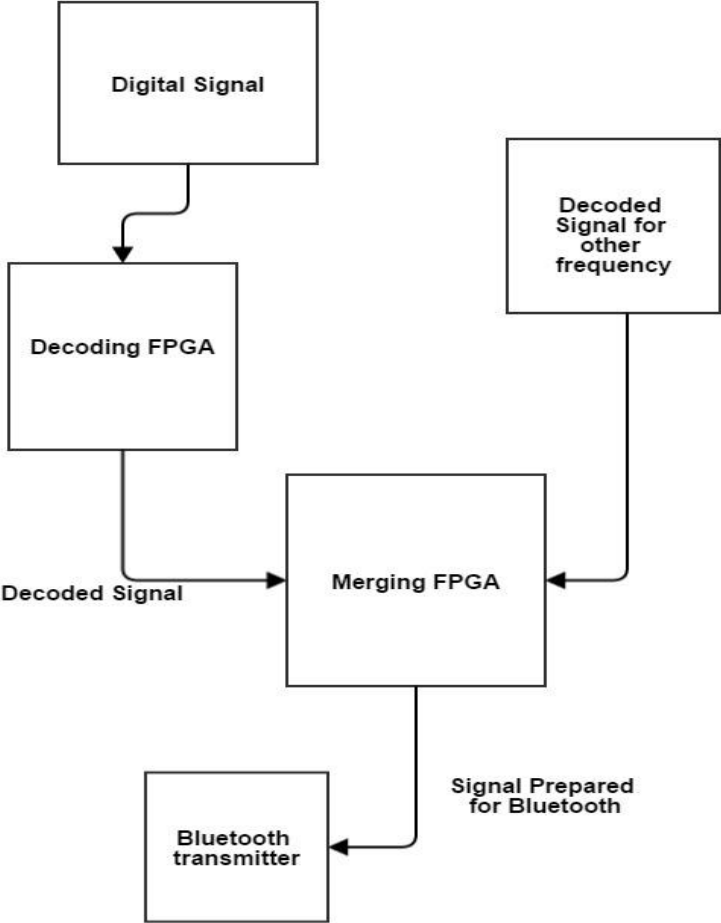 Digital Signal
Decoded
Signal for
other
frequency
Decoding FPGA
Decoded Signal
Merging FPGA
Signal Prepared
for Bluetooth
Bluetooth
transmitter